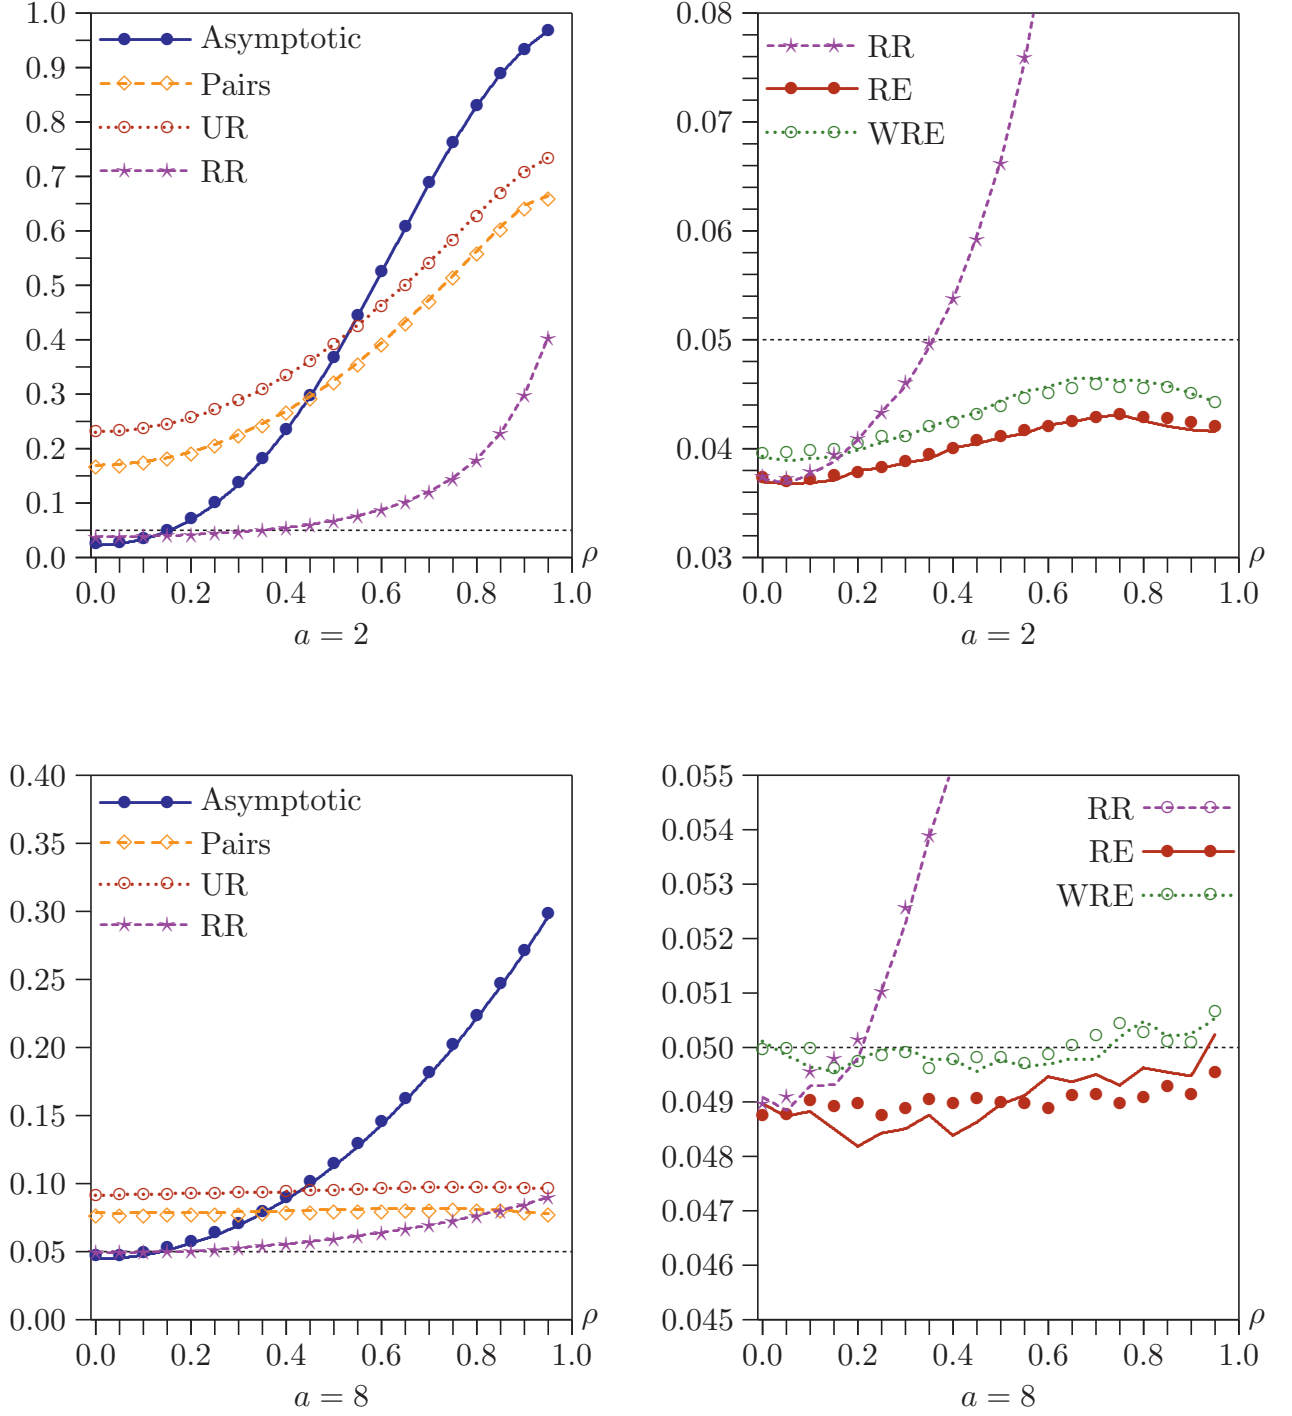 1.0
0.9
0.8
0.7
0.6
0.5
0.4
0.3
0.2
0.1
0.0
Asymptotic
Pairs
UR
RR
0.0 0.2 0.4 0.6 0.8 1.0
ρ
a = 2
0.08
0.07
0.06
0.05
0.04
0.03
RR
RE
WRE
0.0 0.2 0.4 0.6 0.8 1.0
ρ
a = 2
0.40
0.35
0.30
0.25
0.20
0.15
0.10
0.05
0.00
Asymptotic
Pairs
UR
RR
0.0 0.2 0.4 0.6 0.8 1.0
ρ
a = 8
0.055
0.054
0.053
0.052
0.051
0.050
0.049
0.048
0.047
0.046
0.045
RR
RE
WRE
0.0 0.2 0.4 0.6 0.8 1.0
ρ
a = 8